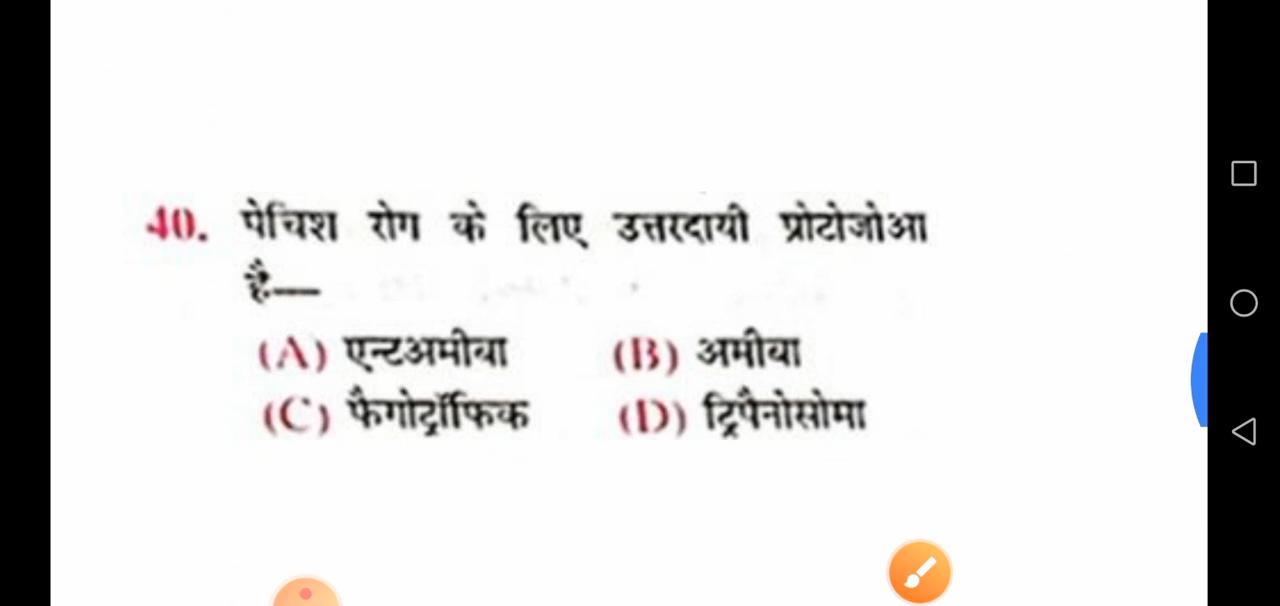 40. पेचिश रोग के लिए उत्तरदायी प्रोटोजोआ
है—
(A) एन्टअमीबा (B) अमीबा
(C) फैगोट्रॉफिक (D) ट्रिपैनोसोमा